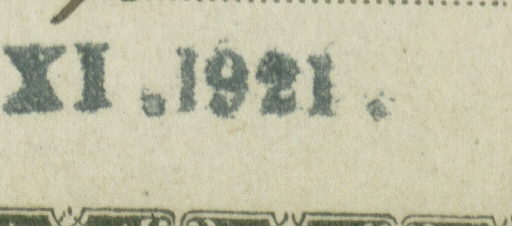 XI .1921 .